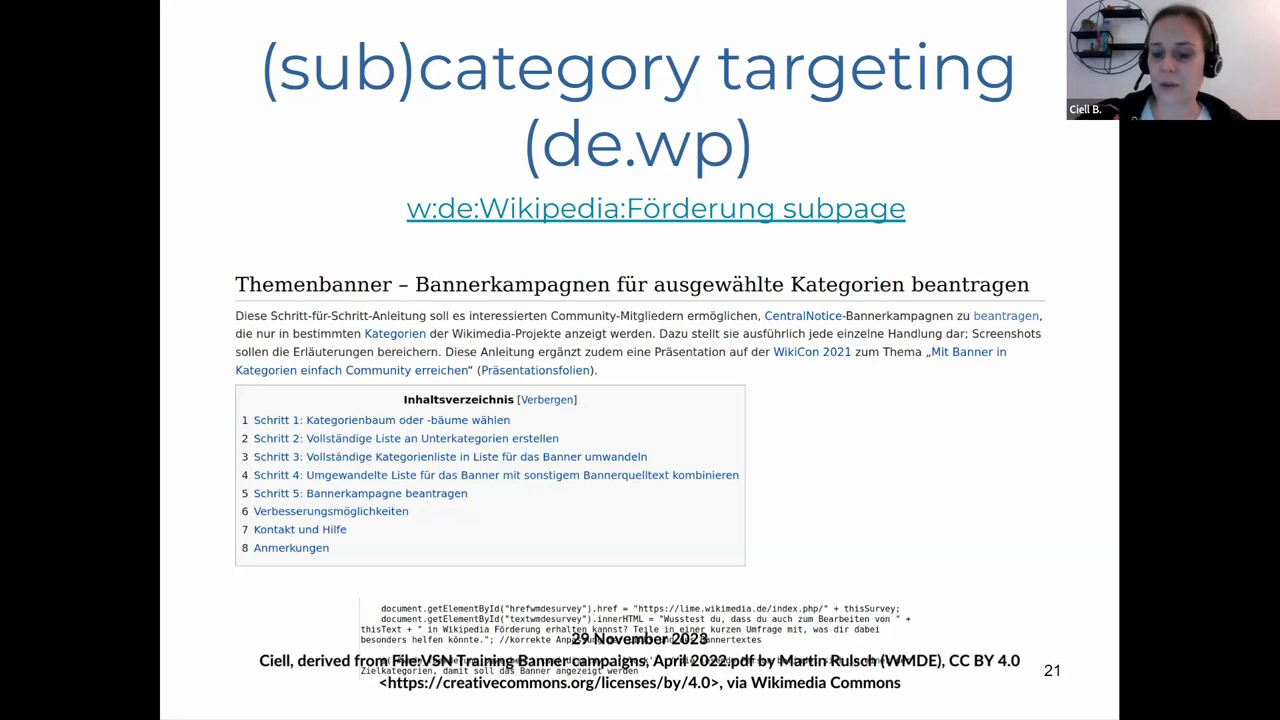 (sub)category targeting
(de.wp)
Ciell B.
w:de:Wikipedia:Förderung subpage
Themenbanner – Bannerkampagnen für ausgewählte Kategorien beantragen
Diese Schritt-für-Schritt-Anleitung soll es interessierten Community-Mitgliedern ermöglichen, CentralNotice-Bannerkampagnen zu beantragen,
die nur in bestimmten Kategorien der Wikimedia-Projekte anzeigt werden. Dazu stellt sie ausführlich jede einzelne Handlung dar; Screenshots
sollen die Erläuterungen bereichern. Diese Anleitung ergänzt zudem eine Präsentation auf der WikiCon 2021 zum Thema „Mit Banner in
Kategorien einfach Community erreichen“ (Präsentationsfolien).
Inhaltsverzeichnis [Verbergen]
1 Schritt 1: Kategorienbaum oder -bäume wählen
2 Schritt 2: Vollständige Liste an Unterkategorien erstellen
3 Schritt 3: Vollständige Kategorienliste in Liste für das Banner umwandeln
4 Schritt 4: Umgewandelte Liste für das Banner mit sonstigem Bannerquelltext kombinieren
5 Schritt 5: Bannerkampagne beantragen
6 Verbesserungsmöglichkeiten
7 Kontakt und Hilfe
8 Anmerkungen
document.getElementById("hrefwmdesurvey").href = "https://lime.wikimedia.de/index.php/" + thisSurvey;
document.getElementById("textwmdesurvey").innerHTML = "Wusstest du, dass du auch zum Bearbeiten von " +
thisText + " in Wikipedia Förderung erhalten kannst? Teile in einer kurzen Umfrage mit, was dir dabei
besonders helfen könnte."; //korrekte
29 November 2023
Ciell, derived from File:VSN Training Banner campaigns, April 2022.pdf by Martin Rulsch (WMDE), CC BY 4.0
Zielkategorien, damit soll das Banner angezeigt werden
<https://creativecommons.org/licenses/by/4.0>, via Wikimedia Commons
21